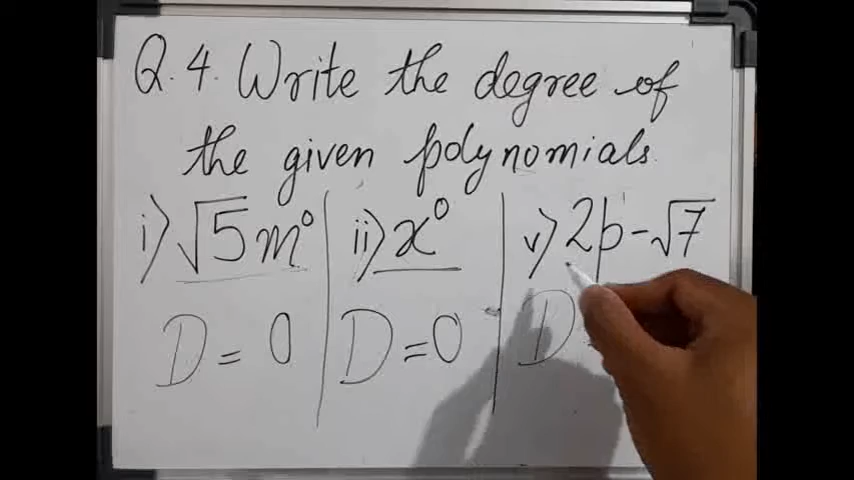 Q.4. Write the degree of
the given polynomials.
i) √5m⁰ ii) x⁰ v) 2p-√7
D = 0 D = 0 D